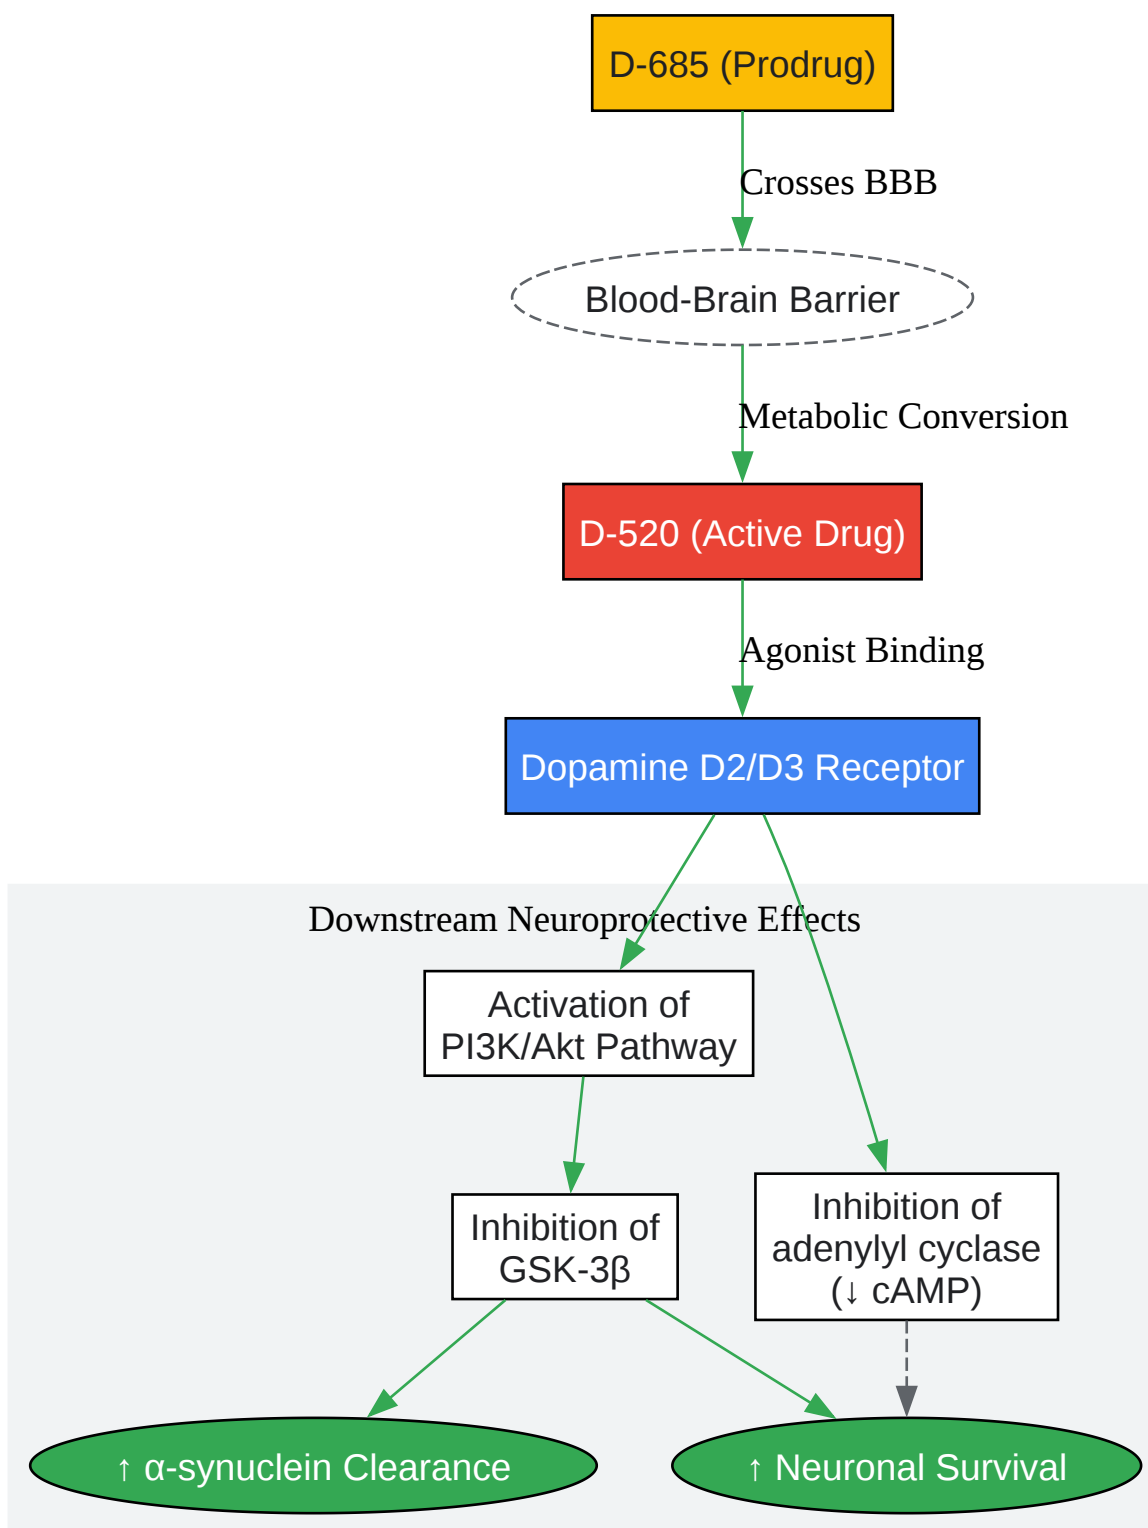 D-685 (Prodrug)
Crosses BBB
Blood-Brain Barrier
Metabolic Conversion
D-520 (Active Drug)
Agonist Binding
Dopamine D2/D3 Receptor
Downstream Neuroprotective Effects
Activation of
PI3K/Akt Pathway
Inhibition of
GSK-3β
Inhibition of
adenylyl cyclase
(↓ cAMP)
↑ α-synuclein Clearance
↑ Neuronal Survival